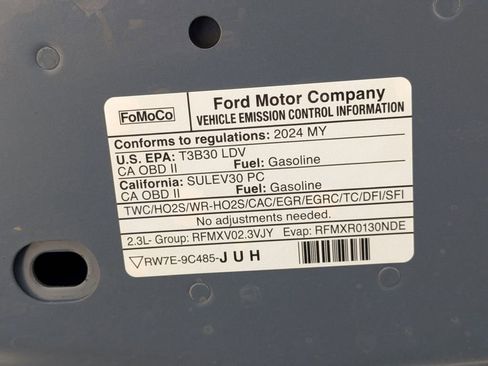 FoMoCo
Ford Motor Company
VEHICLE EMISSION CONTROL INFORMATION
Conforms to regulations: 2024 MY
U.S. EPA: T3B30 LDV
CA OBD II Fuel: Gasoline
California: SULEV30 PC
CA OBD II Fuel: Gasoline
TWC/HO2S/WR-HO2S/CAC/EGR/EGRC/TC/DFI/SFI
No adjustments needed.
2.3L- Group: RFMXV02.3VJY Evap: RFMXR0130NDE
▽RW7E-9C485-JUH